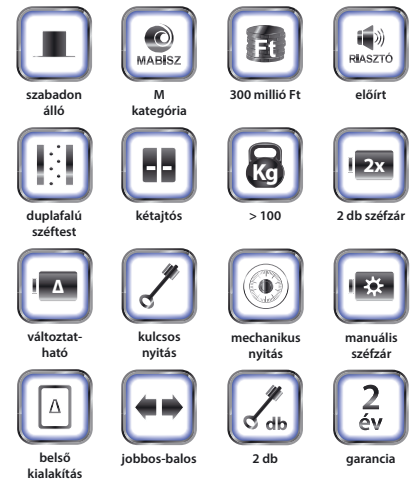 MABISZ
Ft
RIASZTÓ
szabadon
álló
M
kategória
300 millió Ft
előírt
Kg
2x
duplafalú
széftest
kétajtós
> 100
2 db széfzár
Δ
változtat-
ható
kulcsos
nyitás
mechanikus
nyitás
manuális
széfzár
Δ
db
2
év
belső
kialakítás
jobbos-balos
2 db
garancia